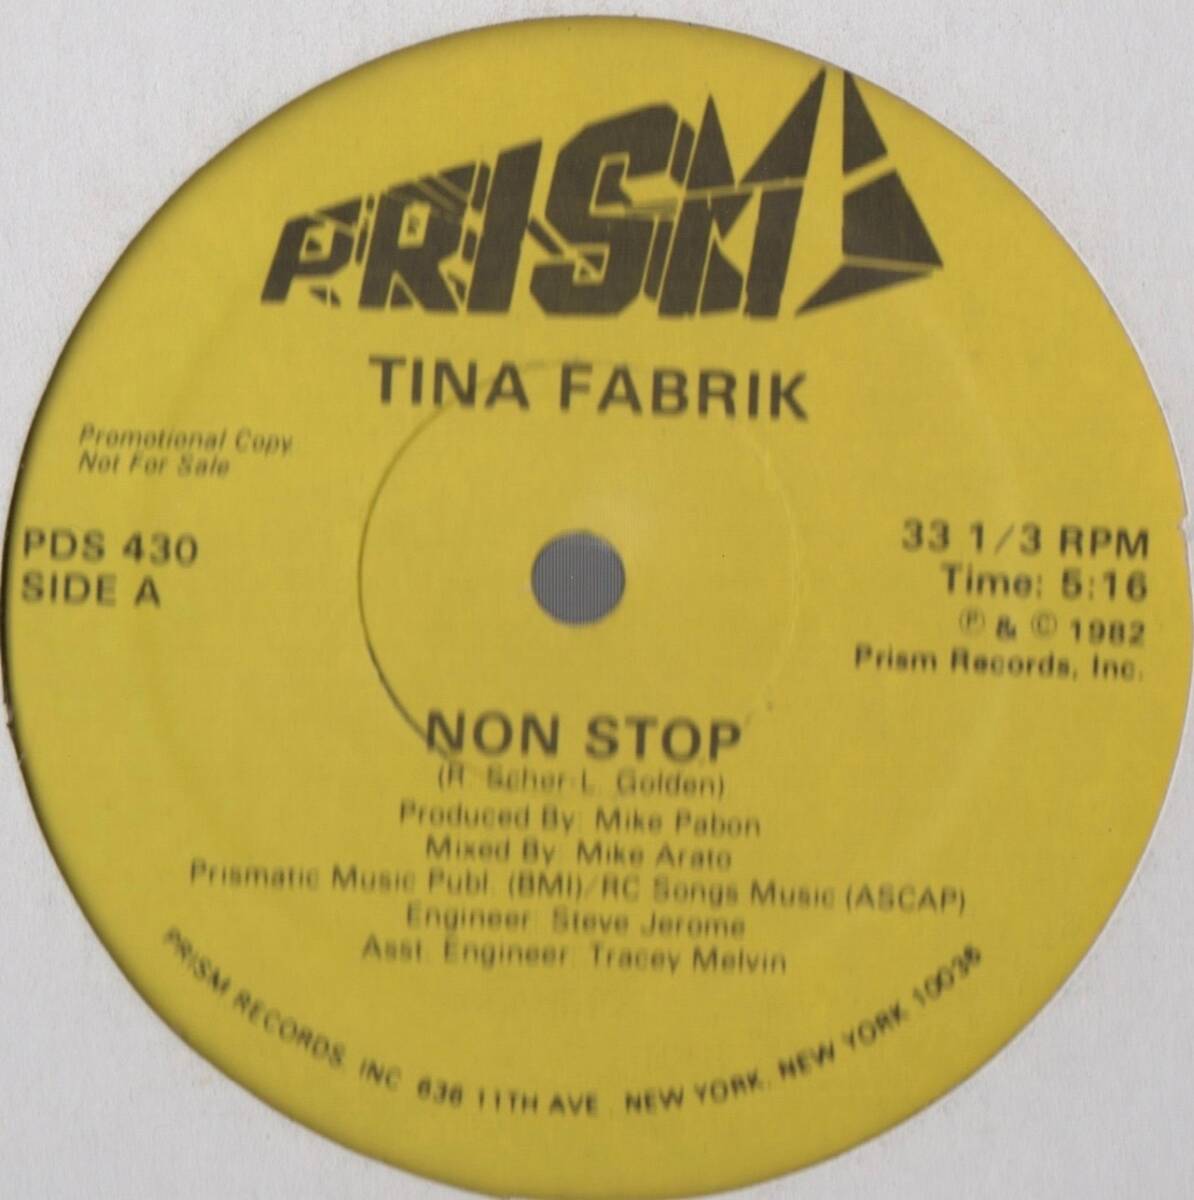 PRISM
TINA FABRIK
Promotional Copy
Not For Sale
PDS 430
SIDE A
33 1/3 RPM
Time: 5:16
Ⓟ & © 1982
Prism Records, Inc.
NON STOP
(R. Scher-L. Golden)
Produced By: Mike Pabon
Mixed By: Mike Arato
Prismatic Music Publ. (BMI)/RC Songs Music (ASCAP)
Engineer: Steve Jerome
Asst. Engineer: Tracey Melvin
PRISM RECORDS, INC. 636 11TH AVE., NEW YORK, NEW YORK 10036